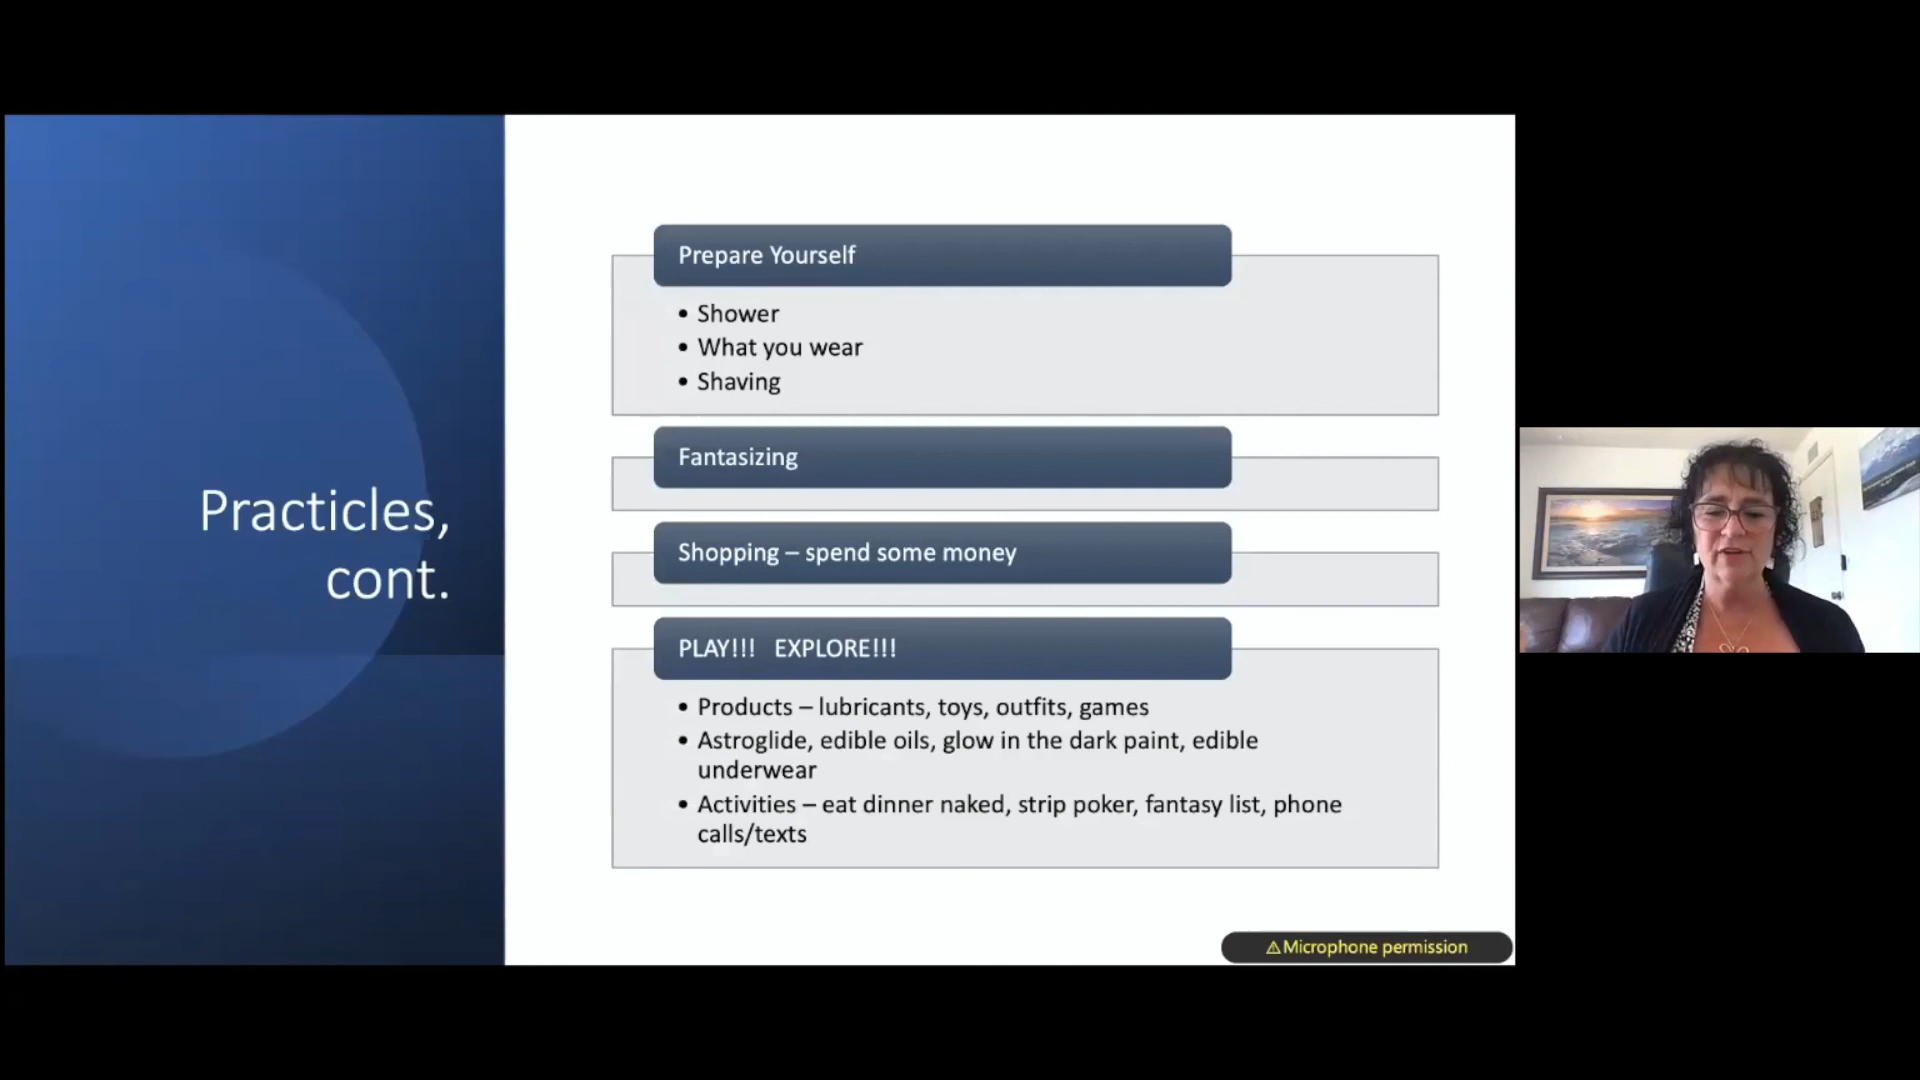 Practicles,
cont.
Prepare Yourself
• Shower
• What you wear
• Shaving
Fantasizing
Shopping – spend some money
PLAY!!! EXPLORE!!!
• Products – lubricants, toys, outfits, games
• Astroglide, edible oils, glow in the dark paint, edible
underwear
• Activities – eat dinner naked, strip poker, fantasy list, phone
calls/texts
⚠Microphone permission